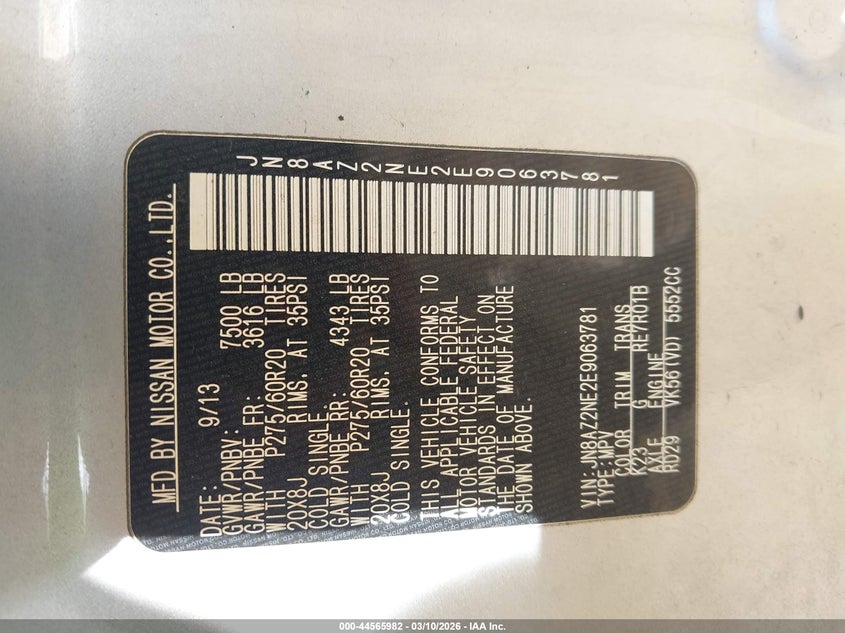 MFD BY NISSAN MOTOR CO.,LTD.
JN8AZ2NE2E9063781
DATE: 9/13
GVWR/PNBV: 7500 LB
GAWR/PNBE FR: 3616 LB
WITH P275/60R20 TIRES
20X8J RIMS, AT 35PSI
COLD SINGLE.
GAWR/PNBE RR: 4343 LB
WITH P275/60R20 TIRES
20X8J RIMS, AT 35PSI
COLD SINGLE.
THIS VEHICLE CONFORMS TO
ALL APPLICABLE FEDERAL
MOTOR VEHICLE SAFETY
STANDARDS IN EFFECT ON
THE DATE OF MANUFACTURE
SHOWN ABOVE.
VIN:JN8AZ2NE2E9063781
TYPE:MPV
COLOR TRIM TRANS
K23 G RE7R01B
AXLE ENGINE
RD29 VK56(VD) 5552CC
000-44565982 - 03/10/2026 - IAA Inc.